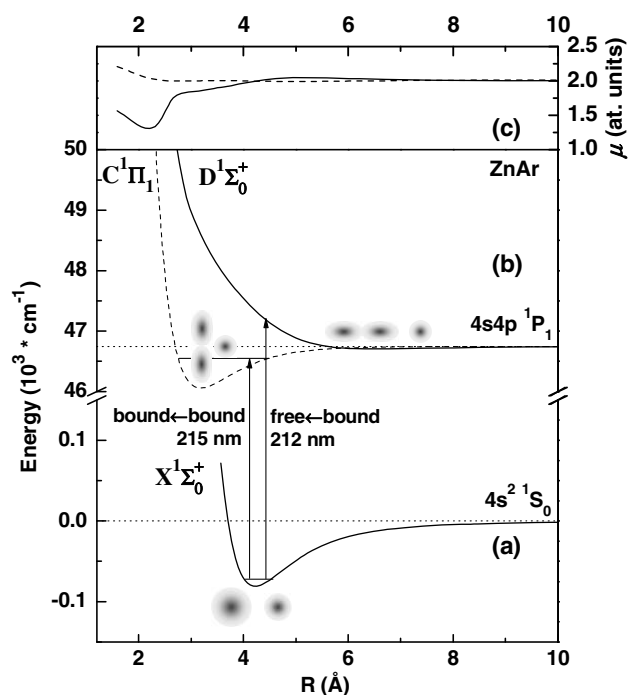 2 4 6 8 10
2.5
2.0
1.5
1.0
μ (at. units)
(c)
ZnAr
C¹Π₁ D¹Σ₀⁺
50
49
48
47
46
(b)
4s4p ¹P₁
Energy (10³ * cm⁻¹)
bound←bound
215 nm
free←bound
212 nm
X¹Σ₀⁺
4s² ¹S₀
0.1
0.0
-0.1
(a)
2 4 6 8 10
R (Å)